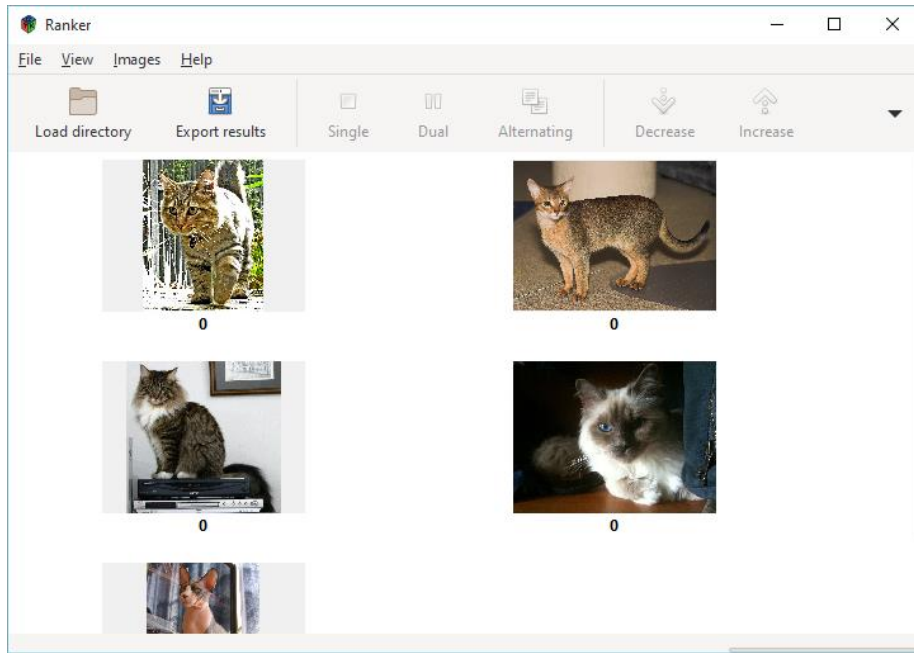 Ranker
File View Images Help
Load directory Export results Single Dual Alternating Decrease Increase
0 0
0 0